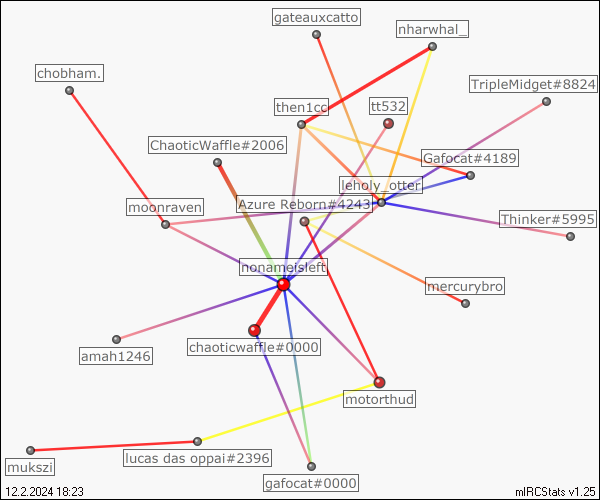 gateauxcatto
nharwhal_
chobham.
TripleMidget#8824
then1cc
tt532
ChaoticWaffle#2006
Gafocat#4189
leholy_otter
moonraven
Azure Reborn#4243
Thinker#5995
nonameisleft
mercurybro
chaoticwaffle#0000
amah1246
motorthud
lucas das oppai#2396
mukszi
gafocat#0000
12.2.2024 18:23
mIRCStats v1.25